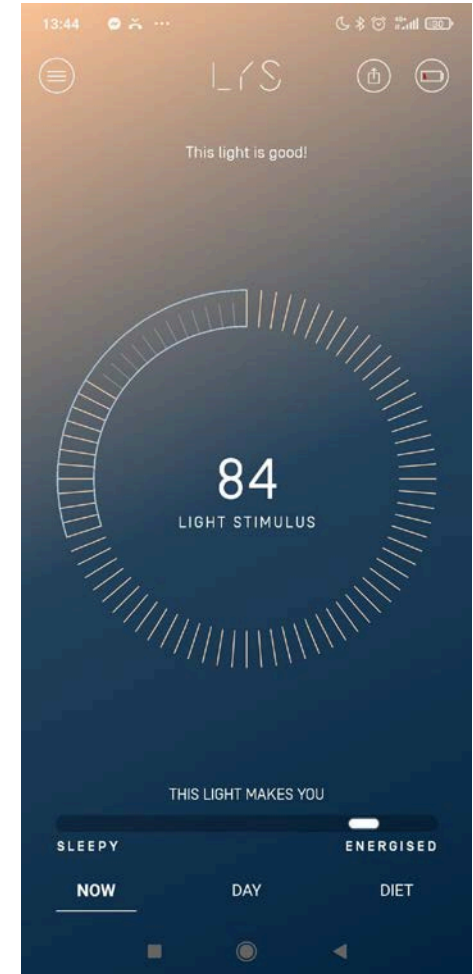 13:44
LYS
This light is good!
84
LIGHT STIMULUS
THIS LIGHT MAKES YOU
SLEEPY ENERGISED
NOW DAY DIET